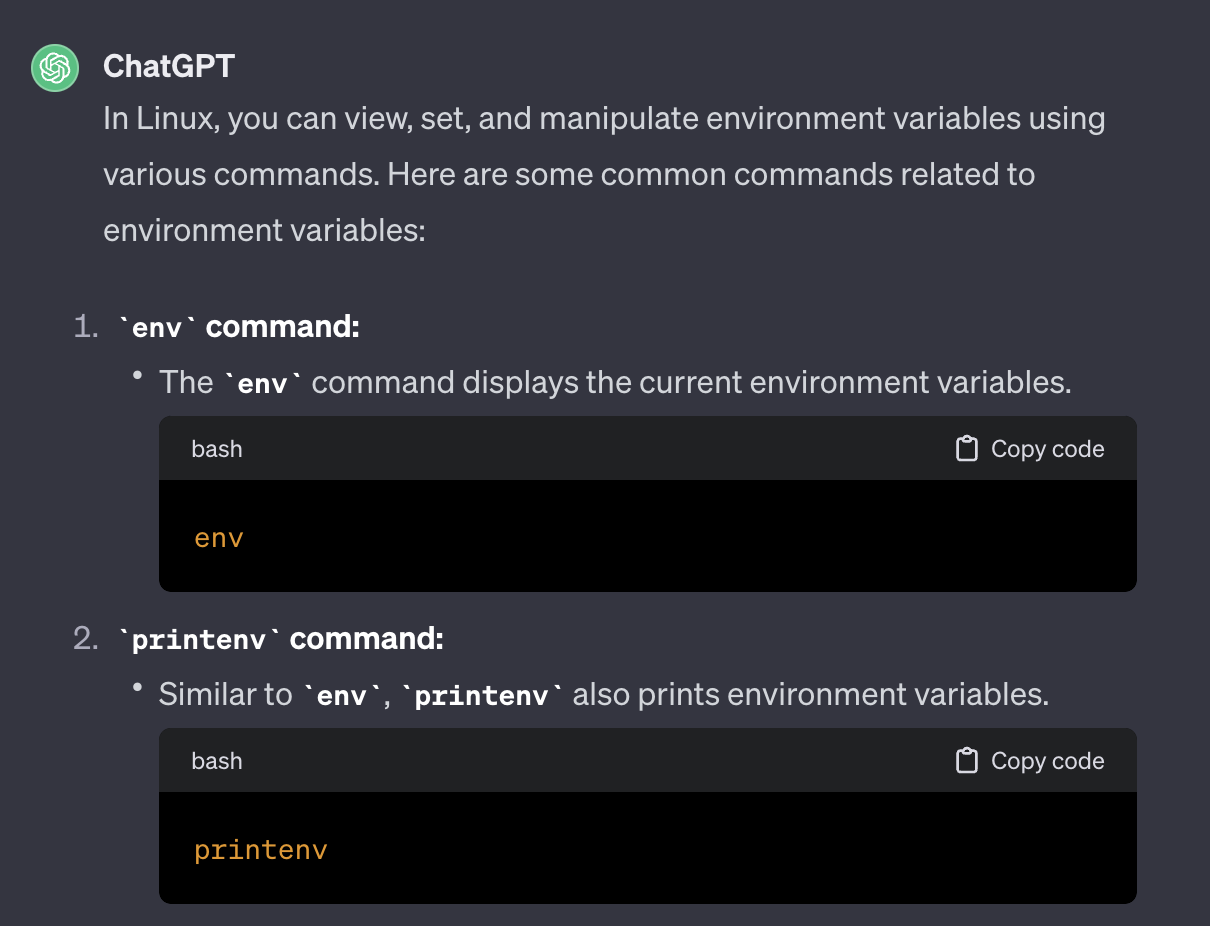 ChatGPT
In Linux, you can view, set, and manipulate environment variables using
various commands. Here are some common commands related to
environment variables:
1. `env` command:
• The `env` command displays the current environment variables.
bash Copy code
env
2. `printenv` command:
• Similar to `env`, `printenv` also prints environment variables.
bash Copy code
printenv